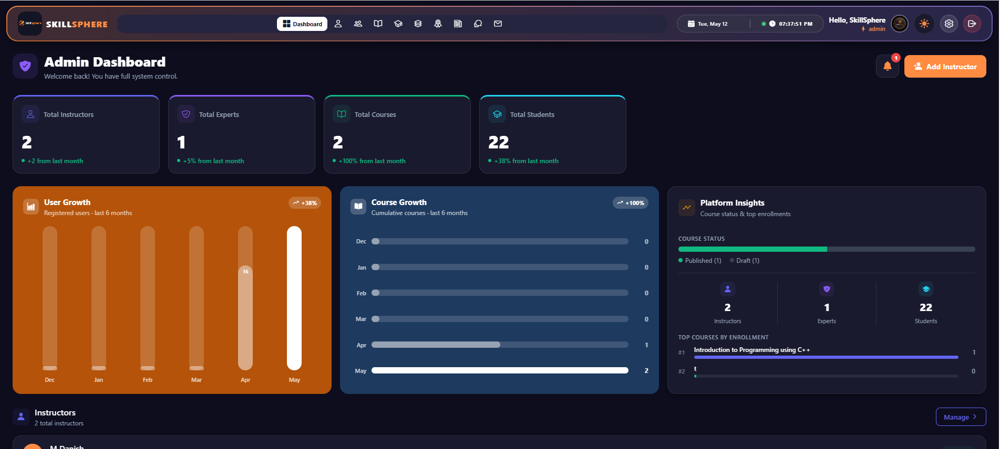 SkillSphere
SKILLSPHERE
Dashboard
Tue, May 12
07:37:51 PM
Hello, SkillSphere
admin
Admin Dashboard
Welcome back! You have full system control.
1
Add Instructor
Total Instructors
2
+2 from last month
Total Experts
1
+5% from last month
Total Courses
2
+100% from last month
Total Students
22
+38% from last month
User Growth
Registered users · last 6 months
+38%
16
Dec Jan Feb Mar Apr May
Course Growth
Cumulative courses · last 6 months
+100%
Dec 0
Jan 0
Feb 0
Mar 0
Apr 1
May 2
Platform Insights
Course status & top enrollments
COURSE STATUS
Published (1) Draft (1)
2 1 22
Instructors Experts Students
TOP COURSES BY ENROLLMENT
#1 Introduction to Programming using C++ 1
#2 t 0
Instructors
2 total instructors
Manage
M Danish